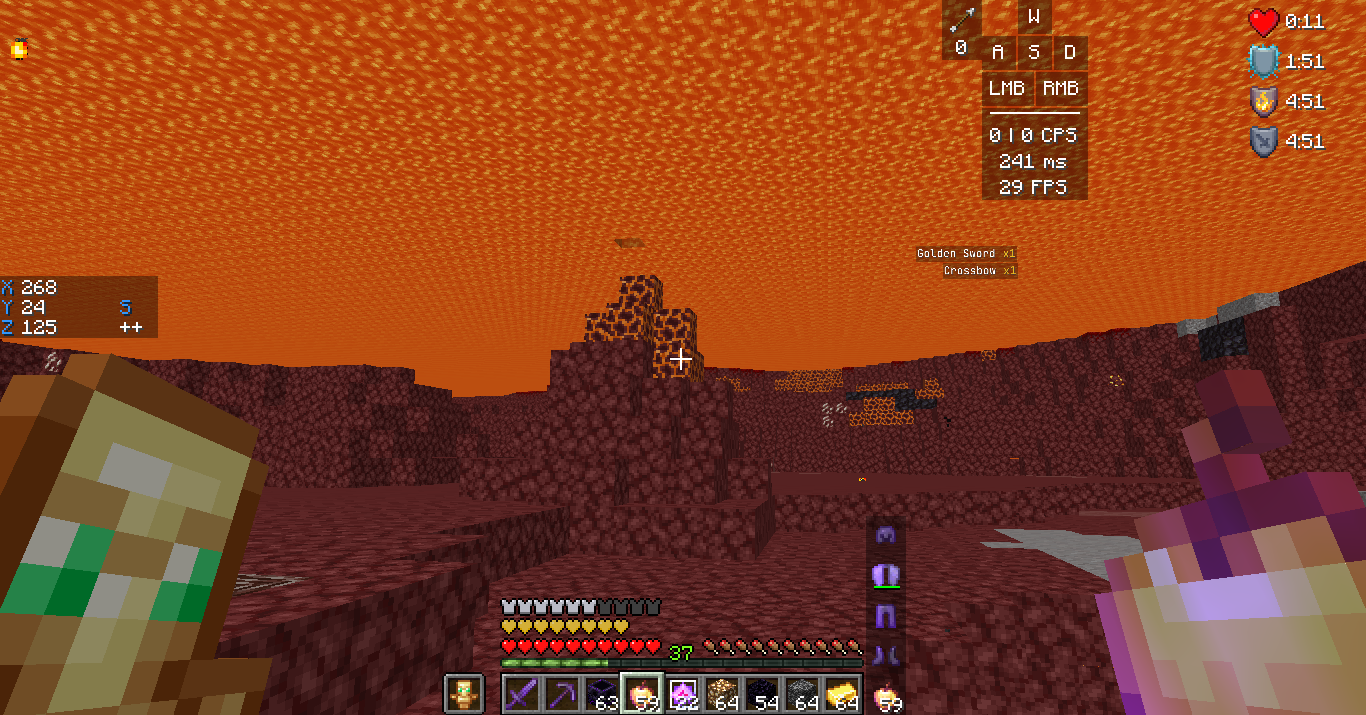 W
0
A S D
LMB RMB
0 | 0 CPS
241 ms
29 FPS
0:11
1:51
4:51
4:51
Golden Sword x1
Crossbow x1
X 268
Y 24 S
Z 125 ++
37
63 59 22 64 54 64 64 59